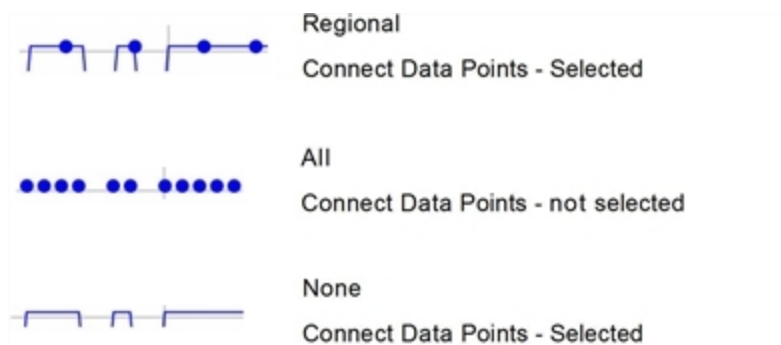 Regional
Connect Data Points - Selected
All
Connect Data Points - not selected
None
Connect Data Points - Selected